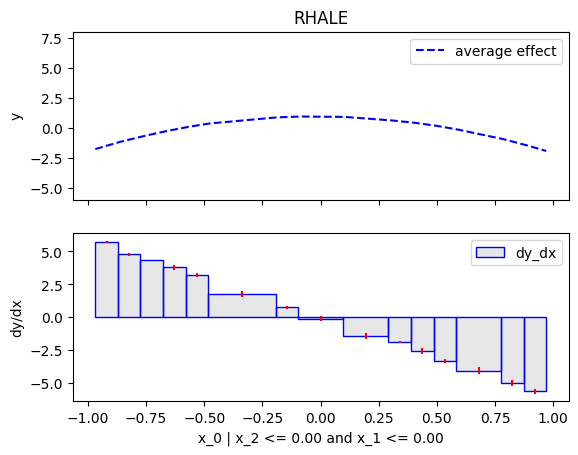 RHALE
7.5
5.0
2.5
0.0
−2.5
−5.0
y
average effect
5.0
2.5
0.0
−2.5
−5.0
dy/dx
dy_dx
−1.00 −0.75 −0.50 −0.25 0.00 0.25 0.50 0.75 1.00
x_0 | x_2 <= 0.00 and x_1 <= 0.00